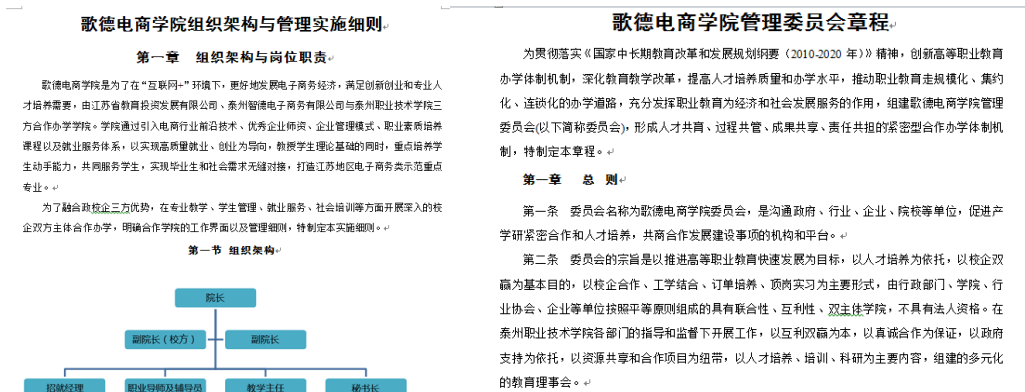 歌德电商学院组织架构与管理实施细则
第一章 组织架构与岗位职责
歌德电商学院是为了在“互联网+”环境下，更好地发展电子商务经济，满足创新创业和专业人
才培养需要，由江苏省教育投资发展有限公司、泰州智德电子商务有限公司与泰州职业技术学院三
方合作办学学院。学院通过引入电商行业前沿技术、优秀企业师资、企业管理模式、职业素质培养
课程以及就业服务体系，以实现高质量就业、创业为导向，教授学生理论基础的同时，重点培养学
生动手能力，共同服务学生，实现毕业生和社会需求无缝对接，打造江苏地区电子商务类示范重点
专业。
为了融合政校企三方优势，在专业教学、学生管理、就业服务、社会培训等方面开展深入的校
企双方主体合作办学，明确合作学院的工作界面以及管理细则，特制定本实施细则。
第一节 组织架构
院长
副院长（校方）
副院长
招就经理
职业导师及辅导员
教学主任
秘书长
歌德电商学院管理委员会章程
为贯彻落实《国家中长期教育改革和发展规划纲要（2010-2020 年）》精神，创新高等职业教育
办学体制机制，深化教育教学改革，提高人才培养质量和办学水平，推动职业教育走规模化、集约
化、连锁化的办学道路，充分发挥职业教育为经济和社会发展服务的作用，组建歌德电商学院管理
委员会(以下简称委员会)，形成人才共育、过程共管、成果共享、责任共担的紧密型合作办学体制机
制，特制定本章程。
第一章 总 则
第一条 委员会名称为歌德电商学院委员会，是沟通政府、行业、企业、院校等单位，促进产
学研紧密合作和人才培养，共商合作发展建设事项的机构和平台。
第二条 委员会的宗旨是以推进高等职业教育快速发展为目标，以人才培养为依托，以校企双
赢为基本目的，以校企合作、工学结合、订单培养、顶岗实习为主要形式，由行政部门、学院、行
业协会、企业等单位按照平等原则组成的具有联合性、互利性、双主体学院，不具有法人资格。在
泰州职业技术学院各部门的指导和监督下开展工作，以互利双赢为本，以真诚合作为保证，以政府
支持为依托，以资源共享和合作项目为纽带，以人才培养、培训、科研为主要内容，组建的多元化
的教育理事会。